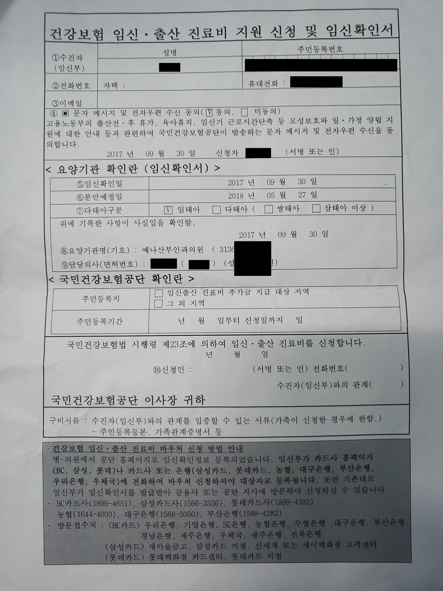 건강보험 임신·출산 진료비 지원 신청 및 임신확인서
①수진자
(임신부)
성명
주민등록번호
②전화번호
자택 :
휴대전화 :
③이메일
④ ▣ 문자 메시지 및 전자우편 수신 동의(☑ 동의, □ 미동의)
고용노동부의 출산전·후 휴가, 육아휴직, 임신기 근로시간단축 등 모성보호와 일·가정 양립 지
원에 대한 안내 등과 관련하여 국민건강보험공단이 발송하는 문자 메시지 및 전자우편 수신을 동
의합니다.
2017 년 09 월 30 일 신청자 (서명 또는 인)
< 요양기관 확인란 (임신확인서) >
⑤임신확인일
2017 년 09 월 30 일
⑥분만예정일
2018 년 05 월 27 일
⑦다태아구분
☑ 일태아 □ 다태아 ( □ 쌍태아 □ 삼태아 이상 )
위에 기록한 사항이 사실임을 확인함.
2017 년 09 월 30 일
⑧요양기관명(기호) : 예나산부인과의원 ( 3136
⑨담당의사(면허번호) : ( )
< 국민건강보험공단 확인란 >
주민등록지
□ 임신출산 진료비 추가금 지급 대상 지역
□ 그 외 지역
주민등록기간
년 월 일부터 신청일까지 일
국민건강보험법 시행령 제23조에 의하여 임신·출산 진료비를 신청합니다.
년 월 일
⑩신청인 : (서명 또는 인) 전화번호( )
수진자(임신부)와의 관계( )
국민건강보험공단 이사장 귀하
구비서류 : 수진자(임신부)와의 관계를 입증할 수 있는 서류(가족이 신청한 경우에 한함.)
- 주민등록등본, 가족관계증명서 등
건강보험 임신·출산 진료비 바우처 신청 방법 안내
병·의원에서 공단 홈페이지로 임신확인정보 등록되었습니다. 임신부가 카드사 홈페이지
(BC, 삼성, 롯데)나 카드사 또는 은행(삼성카드, 롯데카드, 농협, 대구은행, 부산은행,
우리은행, 우체국)에 전화하여 바우처 신청하셔야 대상자로 등록됩니다. 또한 기존대로
임신부가 임신확인서를 발급받아 금융사 또는 공단 지사에 방문하여 신청하실 수 있습니다.
· BC카드사(1899-4651), 삼성카드사(1566-3336), 롯데카드사(1899-4282)
농협(1644-4000), 대구은행(1566-5050), 부산은행(1588-6282)
· 방문접수처 : (BC카드) 우리은행, 기업은행, SC은행, 농협은행, 수협은행, 대구은행, 부산은행,
경남은행, 제주은행, 우체국, 광주은행, 전북은행
(삼성카드) 새마을금고, 삼성카드 지점, 신세계 또는 세이백화점 고객센터
(롯데카드) 롯데백화점 카드센터, 롯데카드 지점